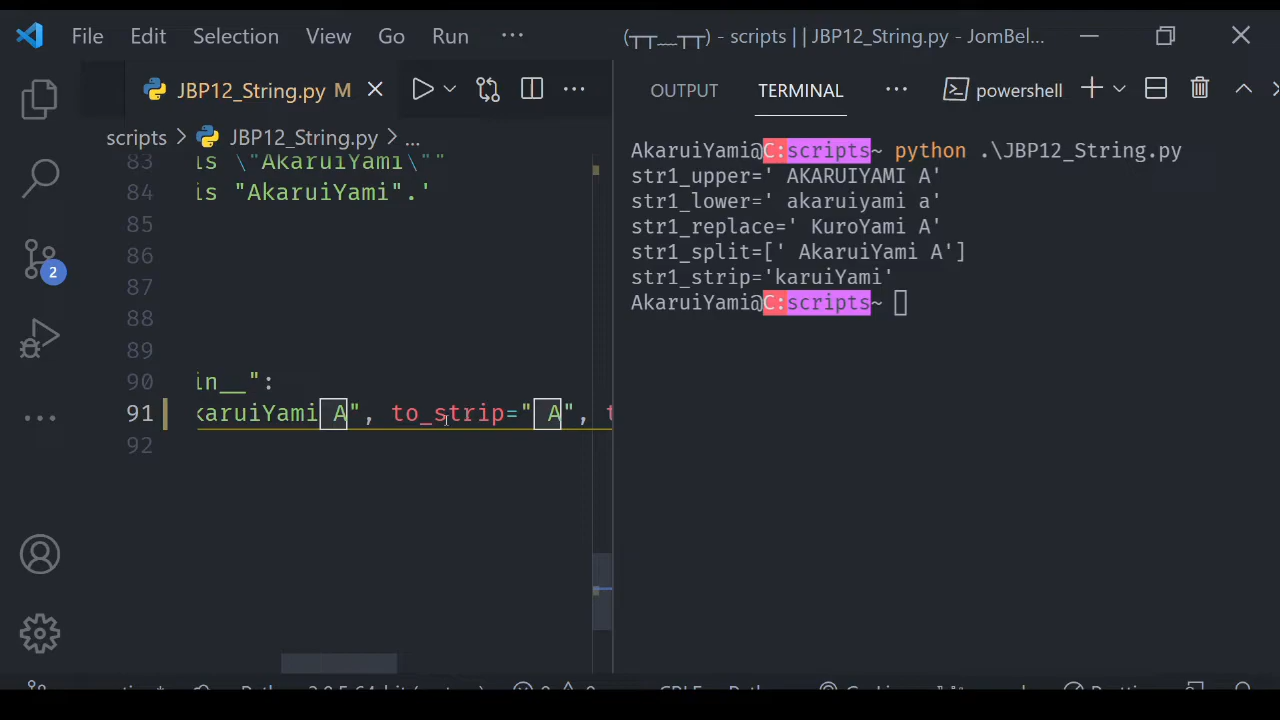 File Edit Selection View Go Run ···
(┬┬﹏┬┬) - scripts | | JBP12_String.py - JomBel...
JBP12_String.py M
scripts > JBP12_String.py > ...
83 is \"AkaruiYami\""
84 is "AkaruiYami".'
85
86
87
88
89
90 in__":
91 karuiYami A", to_strip=" A",
92
2
OUTPUT TERMINAL ··· powershell
AkaruiYami@C:scripts~ python .\JBP12_String.py
str1_upper=' AKARUIYAMI A'
str1_lower=' akaruiyami a'
str1_replace=' KuroYami A'
str1_split=[' AkaruiYami A']
str1_strip='karuiYami'
AkaruiYami@C:scripts~